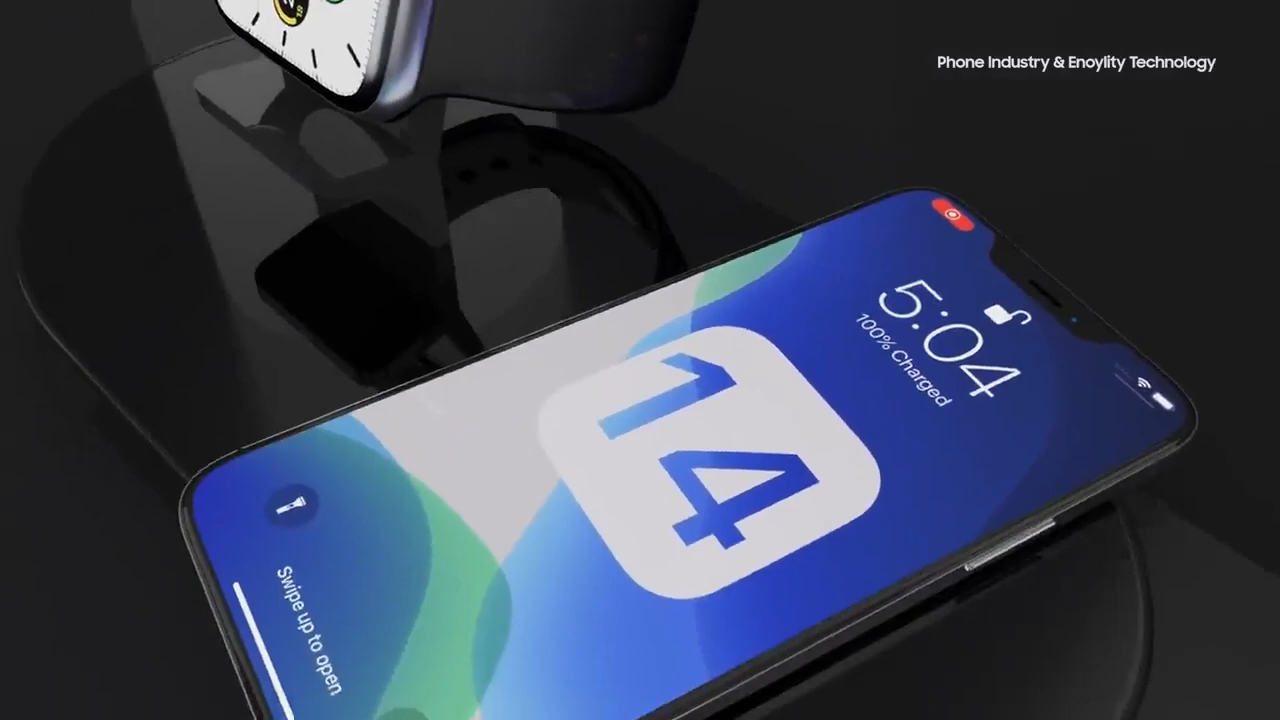 Phone Industry & Enoylity Technology
5:04
100% Charged
14
Swipe up to open